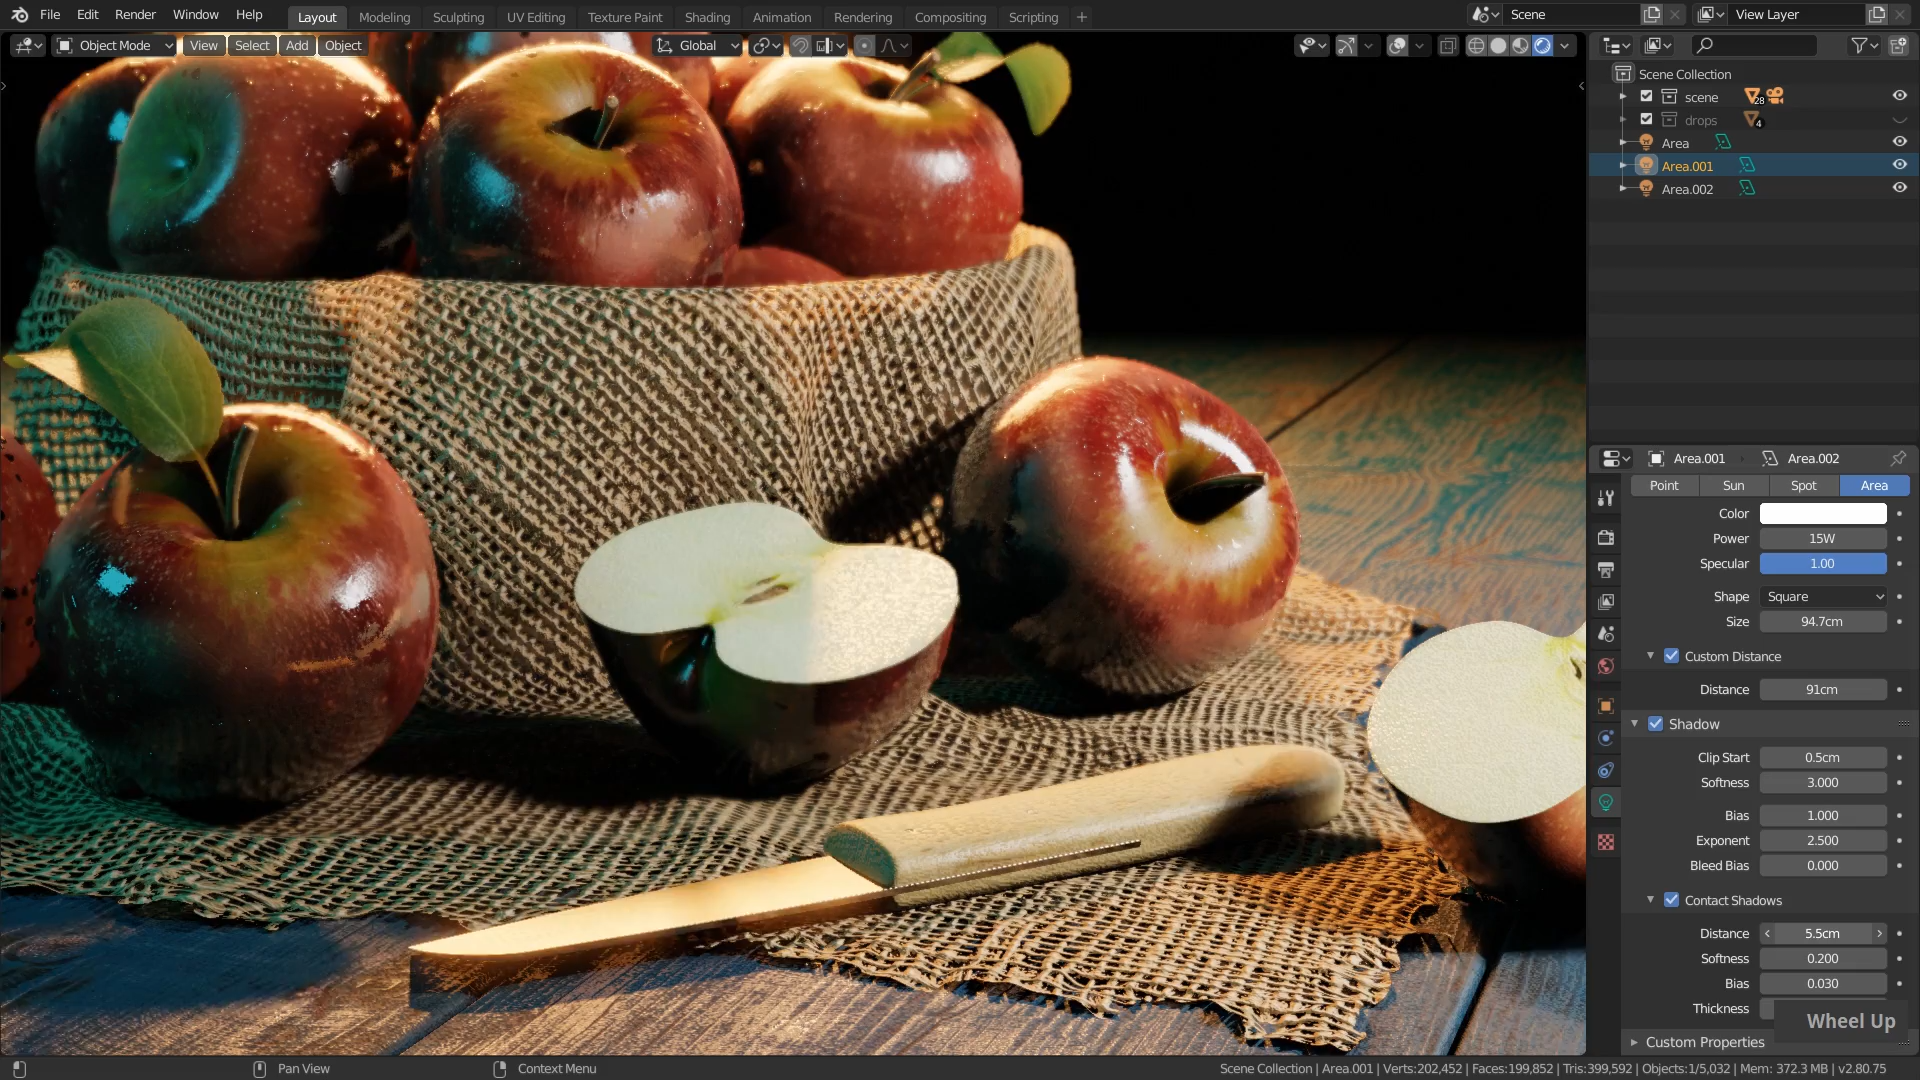 File Edit Render Window Help Layout Modeling Sculpting UV Editing Texture Paint Shading Animation Rendering Compositing Scripting + Scene View Layer
Object Mode View Select Add Object Global
Scene Collection
scene 28
drops 4
Area
Area.001
Area.002
Area.001 Area.002
Point Sun Spot Area
Color
Power 15W
Specular 1.00
Shape Square
Size 94.7cm
Custom Distance
Distance 91cm
Shadow
Clip Start 0.5cm
Softness 3.000
Bias 1.000
Exponent 2.500
Bleed Bias 0.000
Contact Shadows
Distance 5.5cm
Softness 0.200
Bias 0.030
Thickness
Wheel Up
Custom Properties
Pan View Context Menu Scene Collection | Area.001 | Verts:202,452 | Faces:199,852 | Tris:399,592 | Objects:1/5,032 | Mem: 372.3 MB | v2.80.75